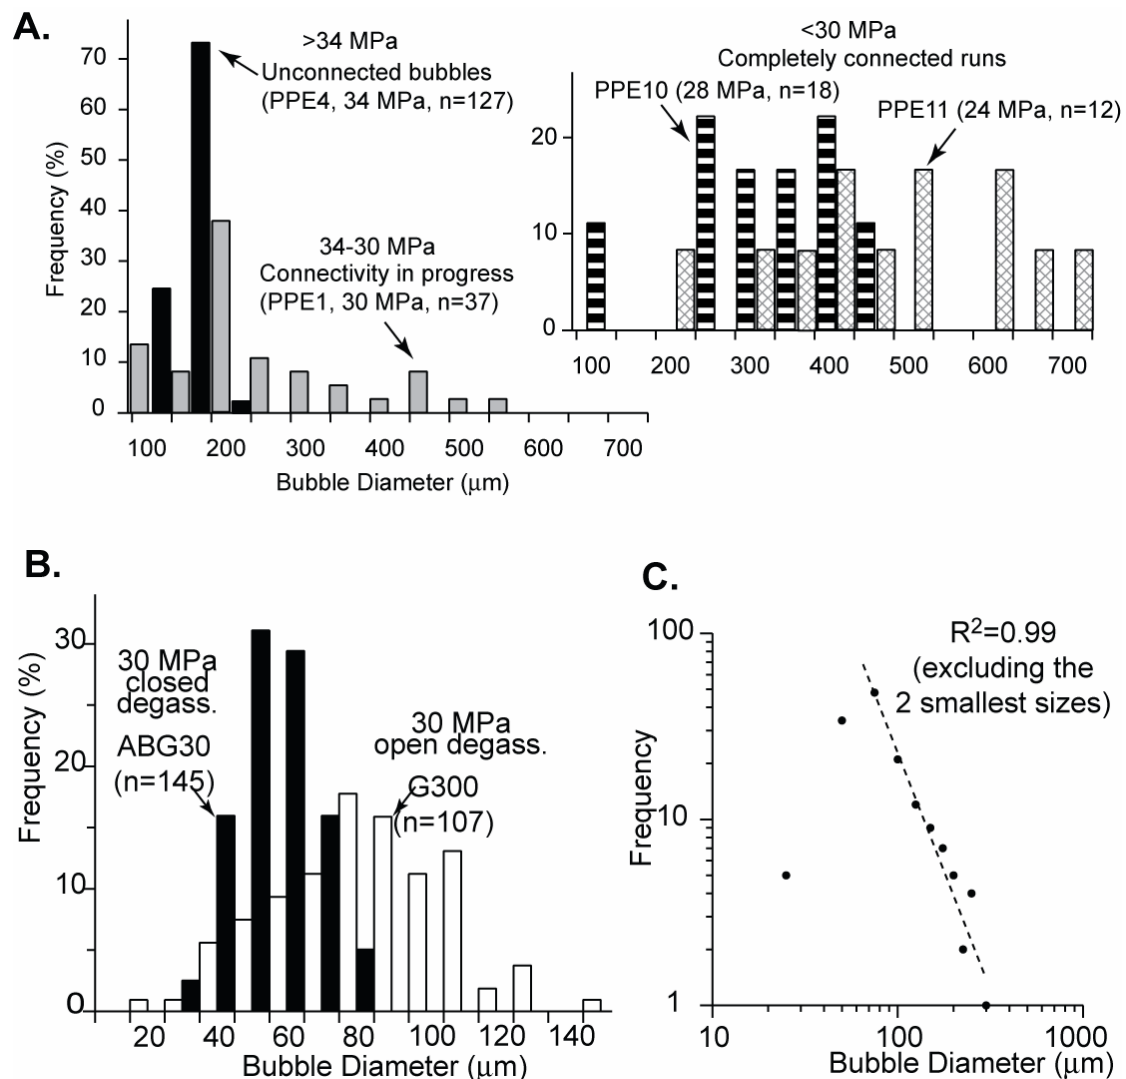 A.
>34 MPa
Unconnected bubbles
(PPE4, 34 MPa, n=127)
34-30 MPa
Connectivity in progress
(PPE1, 30 MPa, n=37)
Frequency (%)
70
60
50
40
30
20
10
0
100 200 300 400 500 600 700
Bubble Diameter (μm)
<30 MPa
Completely connected runs
PPE10 (28 MPa, n=18)
PPE11 (24 MPa, n=12)
20
10
0
100 200 300 400 500 600 700
B.
30 MPa
closed
degass.
ABG30
(n=145)
30 MPa
open degass.
G300
(n=107)
Frequency (%)
30
20
10
0
20 40 60 80 100 120 140
Bubble Diameter (μm)
C.
R²=0.99
(excluding the
2 smallest sizes)
Frequency
100
10
1
10 100 1000
Bubble Diameter (μm)